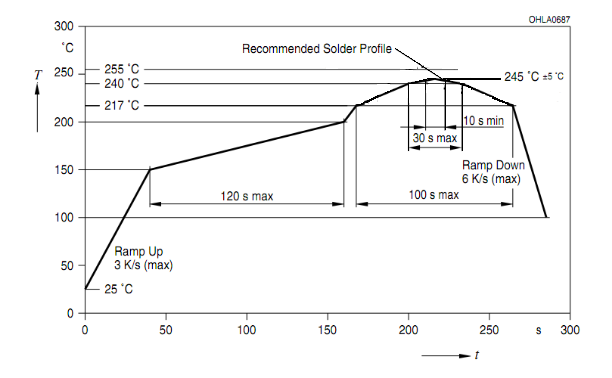 OHLA0687
300
°C
Recommended Solder Profile
255 °C
T
250
245 °C ±5 °C
240 °C
217 °C
200
10 s min
30 s max
150
Ramp Down
6 K/s (max)
120 s max
100 s max
100
Ramp Up
3 K/s (max)
50
25 °C
0
0 50 100 150 200 250 s 300
t